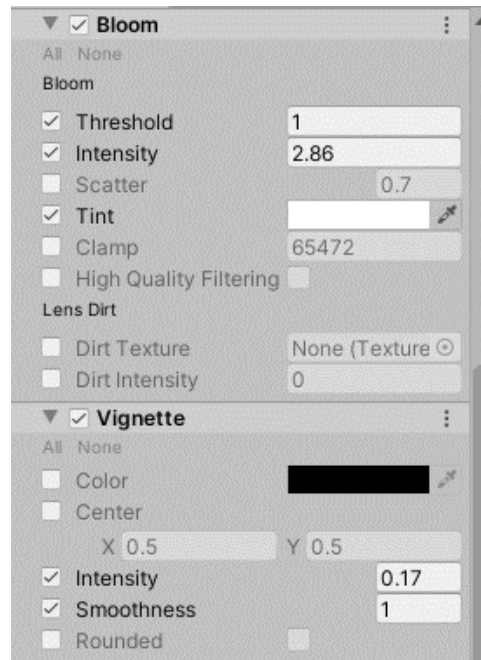 Bloom
All None
Bloom
Threshold 1
Intensity 2.86
Scatter 0.7
Tint
Clamp 65472
High Quality Filtering
Lens Dirt
Dirt Texture None (Texture
Dirt Intensity 0
Vignette
All None
Color
Center
X 0.5 Y 0.5
Intensity 0.17
Smoothness 1
Rounded